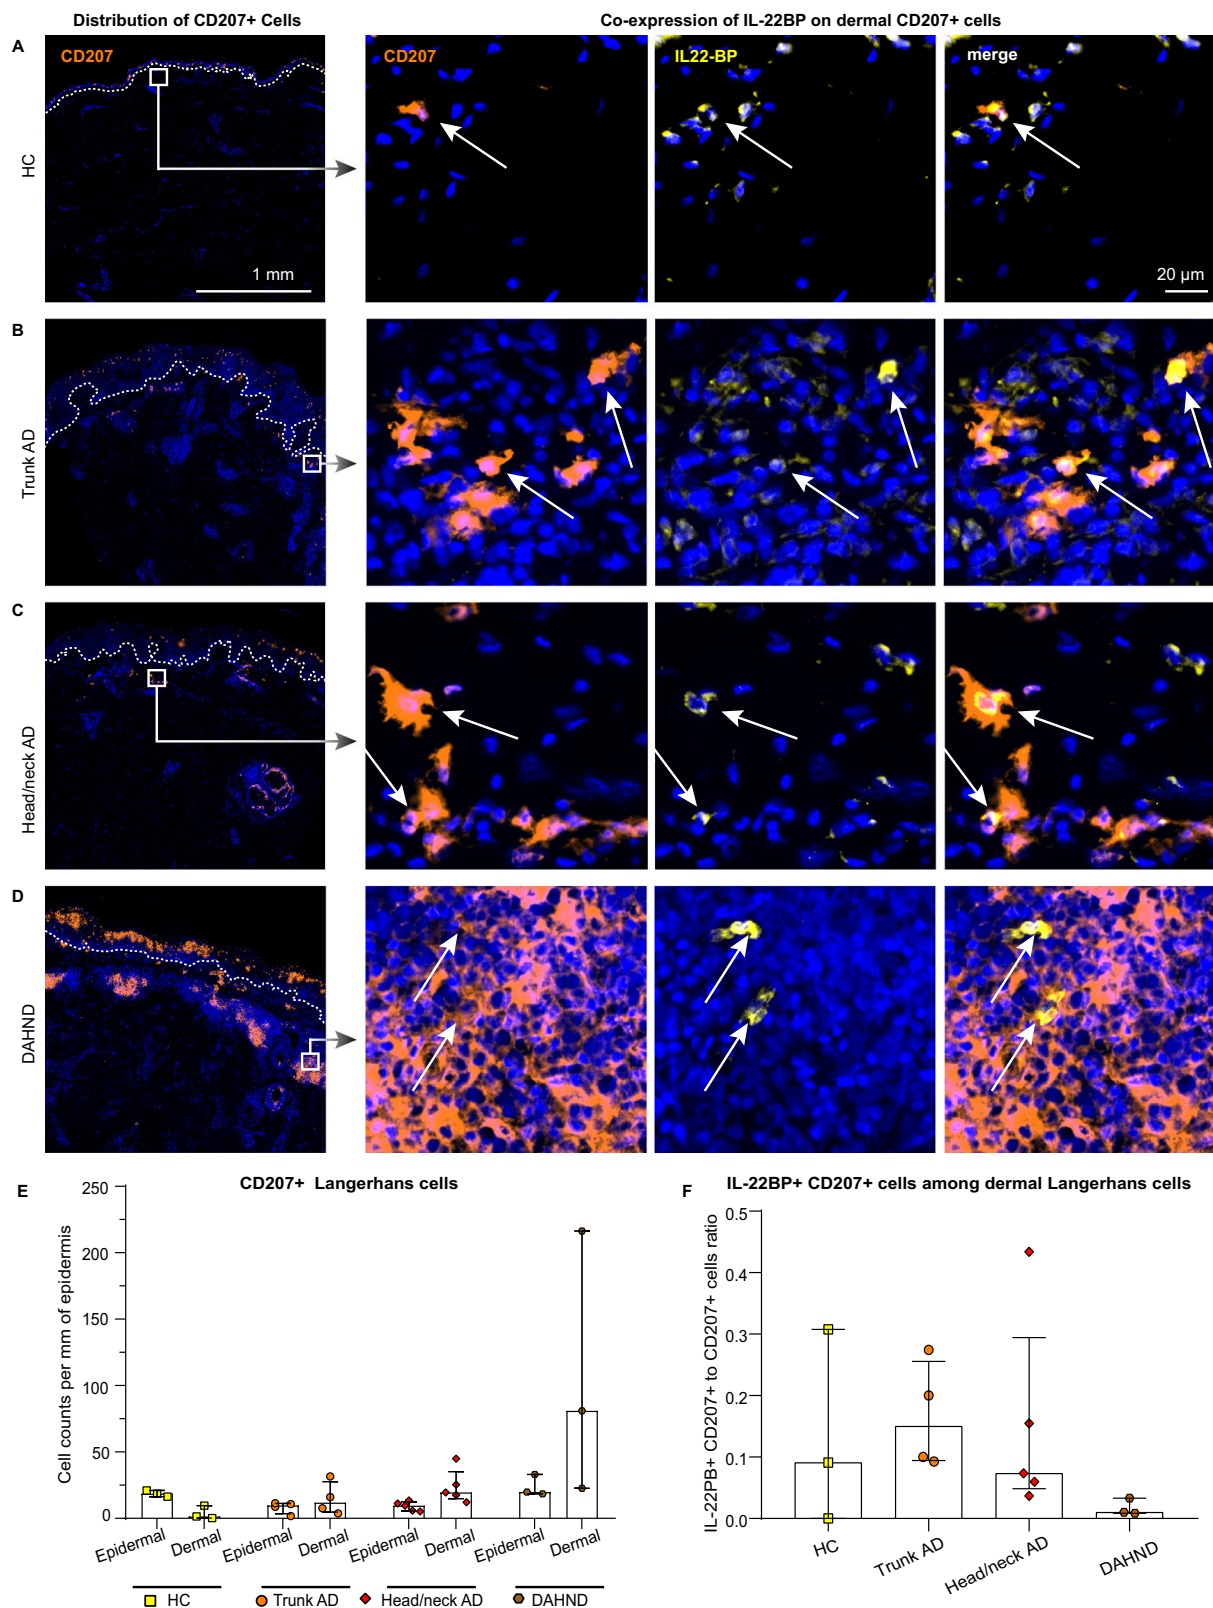 Distribution of CD207+ Cells
Co-expression of IL-22BP on dermal CD207+ cells
A
CD207
CD207
IL22-BP
merge
HC
1 mm
20 µm
B
Trunk AD
C
Head/neck AD
D
DAHND
E
CD207+ Langerhans cells
Cell counts per mm of epidermis
250
200
150
100
50
0
Epidermal
Dermal
Epidermal
Dermal
Epidermal
Dermal
Epidermal
Dermal
HC
Trunk AD
Head/neck AD
DAHND
F
IL-22BP+ CD207+ cells among dermal Langerhans cells
IL-22PB+ CD207+ to CD207+ cells ratio
0.5
0.4
0.3
0.2
0.1
0.0
HC
Trunk AD
Head/neck AD
DAHND